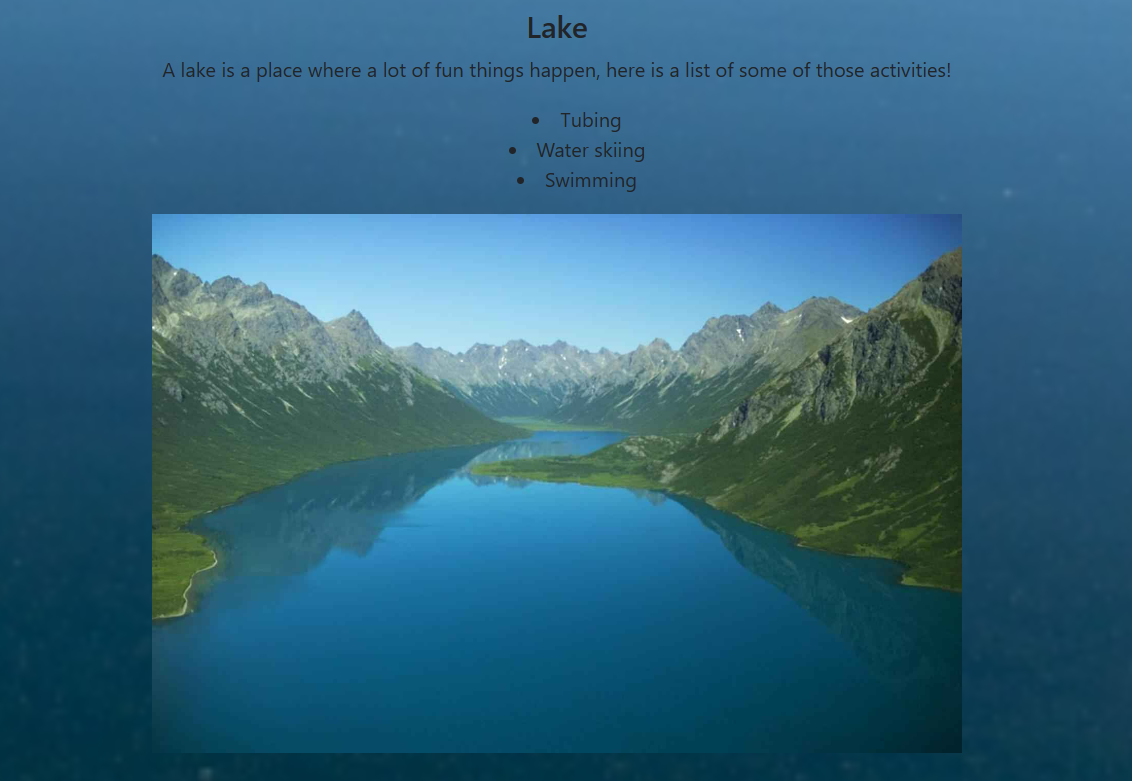 Lake
A lake is a place where a lot of fun things happen, here is a list of some of those activities!
• Tubing
• Water skiing
• Swimming